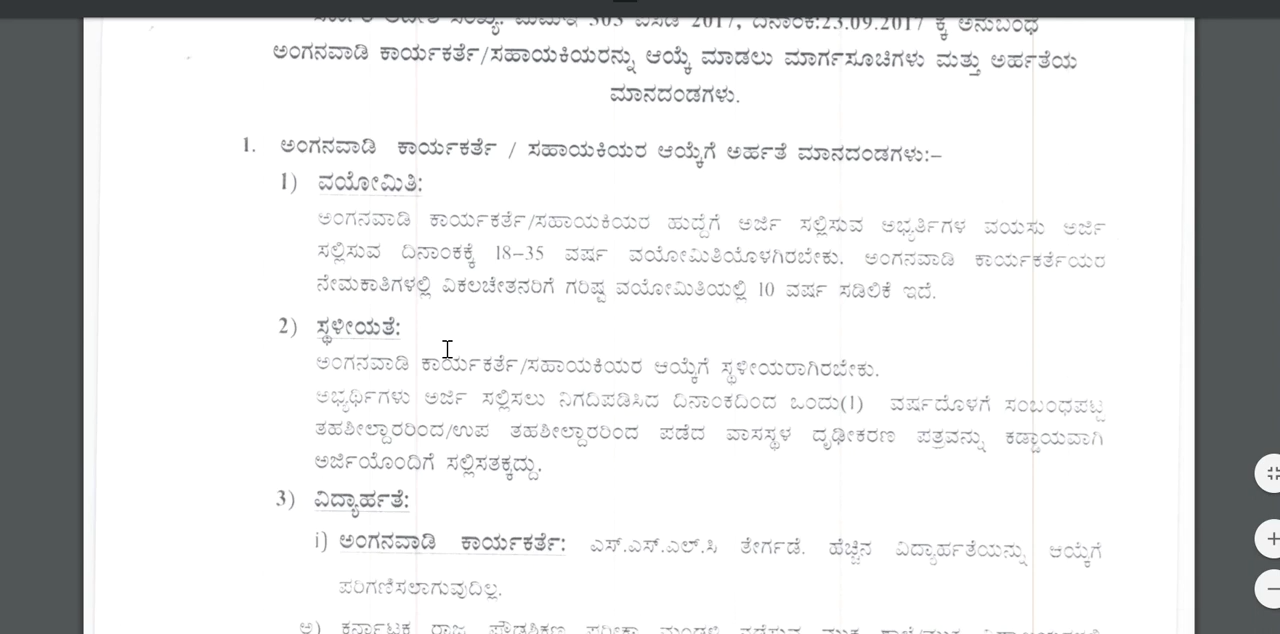 ದಿನಾಂಕ:23.09.2017 ಕ್ಕೆ ಅನುಬಂಧ
ಅಂಗನವಾಡಿ ಕಾರ್ಯಕರ್ತೆ/ಸಹಾಯಕಿಯರನ್ನು ಆಯ್ಕೆ ಮಾಡಲು ಮಾರ್ಗಸೂಚಿಗಳು ಮತ್ತು ಅರ್ಹತೆಯ
ಮಾನದಂಡಗಳು.
1. ಅಂಗನವಾಡಿ ಕಾರ್ಯಕರ್ತೆ / ಸಹಾಯಕಿಯರ ಆಯ್ಕೆಗೆ ಅರ್ಹತೆ ಮಾನದಂಡಗಳು:–
1) ವಯೋಮಿತಿ:
ಅಂಗನವಾಡಿ ಕಾರ್ಯಕರ್ತೆ/ಸಹಾಯಕಿಯರ ಹುದ್ದೆಗೆ ಅರ್ಜಿ ಸಲ್ಲಿಸುವ ಅಭ್ಯರ್ತಿಗಳ ವಯಸು ಅರ್ಜಿ
ಸಲ್ಲಿಸುವ ದಿನಾಂಕಕ್ಕೆ 18–35 ವರ್ಷ ವಯೋಮಿತಿಯೊಳಗಿರಬೇಕು. ಅಂಗನವಾಡಿ ಕಾರ್ಯಕರ್ತೆಯರ
ನೇಮಕಾತಿಗಳಲ್ಲಿ ವಿಕಲಚೇತನರಿಗೆ ಗರಿಷ್ಟ ವಯೋಮಿತಿಯಲ್ಲಿ 10 ವರ್ಷ ಸಡಿಲಿಕೆ ಇದೆ.
2) ಸ್ಥಳೀಯತೆ:
ಅಂಗನವಾಡಿ ಕಾರ್ಯಕರ್ತೆ/ಸಹಾಯಕಿಯರ ಆಯ್ಕೆಗೆ ಸ್ಥಳೀಯರಾಗಿರಬೇಕು.
ಅಭ್ಯರ್ಥಿಗಳು ಅರ್ಜಿ ಸಲ್ಲಿಸಲು ನಿಗದಿಪಡಿಸಿದ ದಿನಾಂಕದಿಂದ ಒಂದು(1) ವರ್ಷದೊಳಗೆ ಸಂಬಂಧಪಟ್ಟ
ತಹಶೀಲ್ದಾರರಿಂದ/ಉಪ ತಹಶೀಲ್ದಾರರಿಂದ ಪಡೆದ ವಾಸಸ್ಥಳ ದೃಢೀಕರಣ ಪತ್ರವನ್ನು ಕಡ್ಡಾಯವಾಗಿ
ಅರ್ಜಿಯೊಂದಿಗೆ ಸಲ್ಲಿಸತಕ್ಕದ್ದು.
3) ವಿದ್ಯಾರ್ಹತೆ:
i) ಅಂಗನವಾಡಿ ಕಾರ್ಯಕರ್ತೆ: ಎಸ್.ಎಸ್.ಎಲ್.ಸಿ ತೇರ್ಗಡೆ. ಹೆಚ್ಚಿನ ವಿದ್ಯಾರ್ಹತೆಯನ್ನು ಆಯ್ಕೆಗೆ
ಪರಿಗಣಿಸಲಾಗುವುದಿಲ್ಲ.